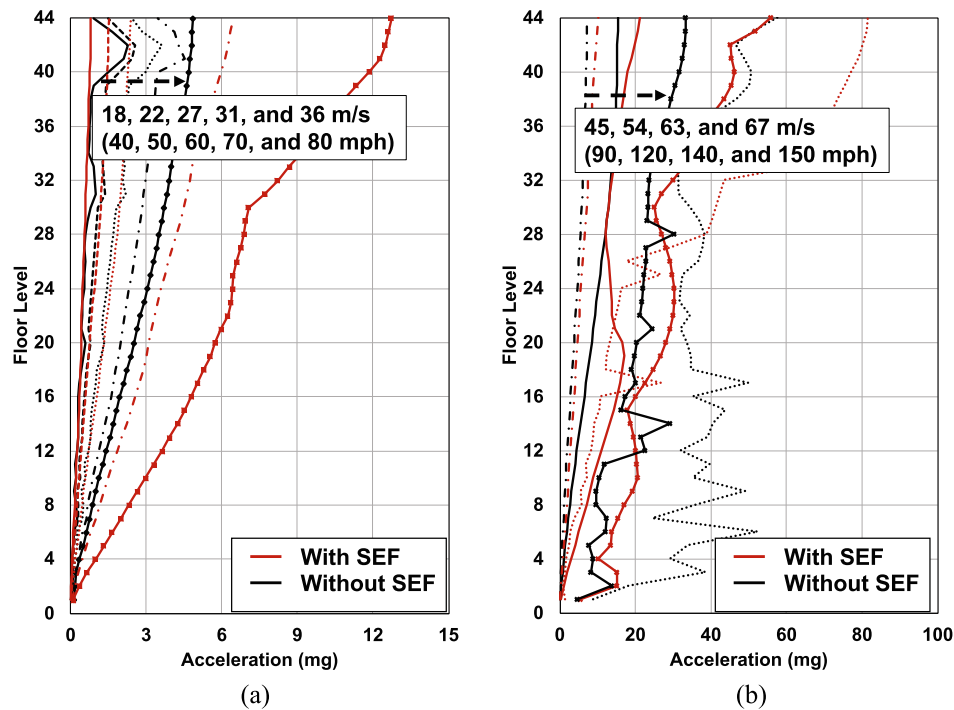 44
40
36
32
28
24
20
16
12
8
4
0
Floor Level
18, 22, 27, 31, and 36 m/s
(40, 50, 60, 70, and 80 mph)
With SEF
Without SEF
0 3 6 9 12 15
Acceleration (mg)
(a)
44
40
36
32
28
24
20
16
12
8
4
0
Floor Level
45, 54, 63, and 67 m/s
(90, 120, 140, and 150 mph)
With SEF
Without SEF
0 20 40 60 80 100
Acceleration (mg)
(b)